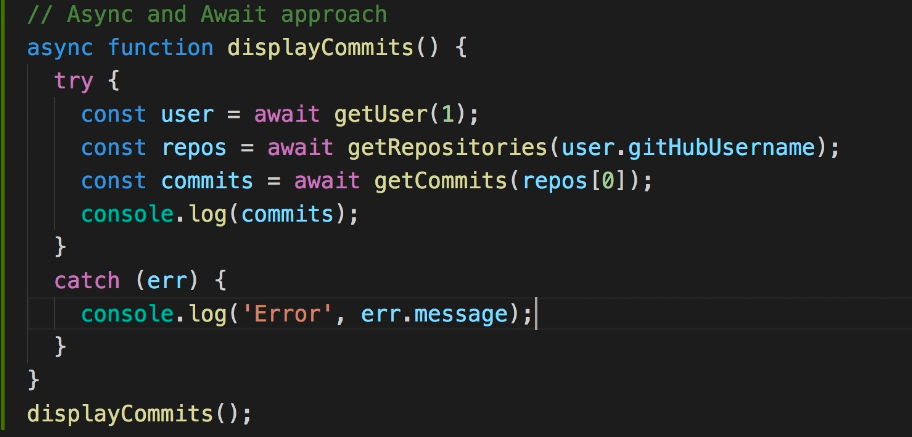 // Async and Await approach
async function displayCommits() {
  try {
    const user = await getUser(1);
    const repos = await getRepositories(user.gitHubUsername);
    const commits = await getCommits(repos[0]);
    console.log(commits);
  }
  catch (err) {
    console.log('Error', err.message);
  }
}
displayCommits();